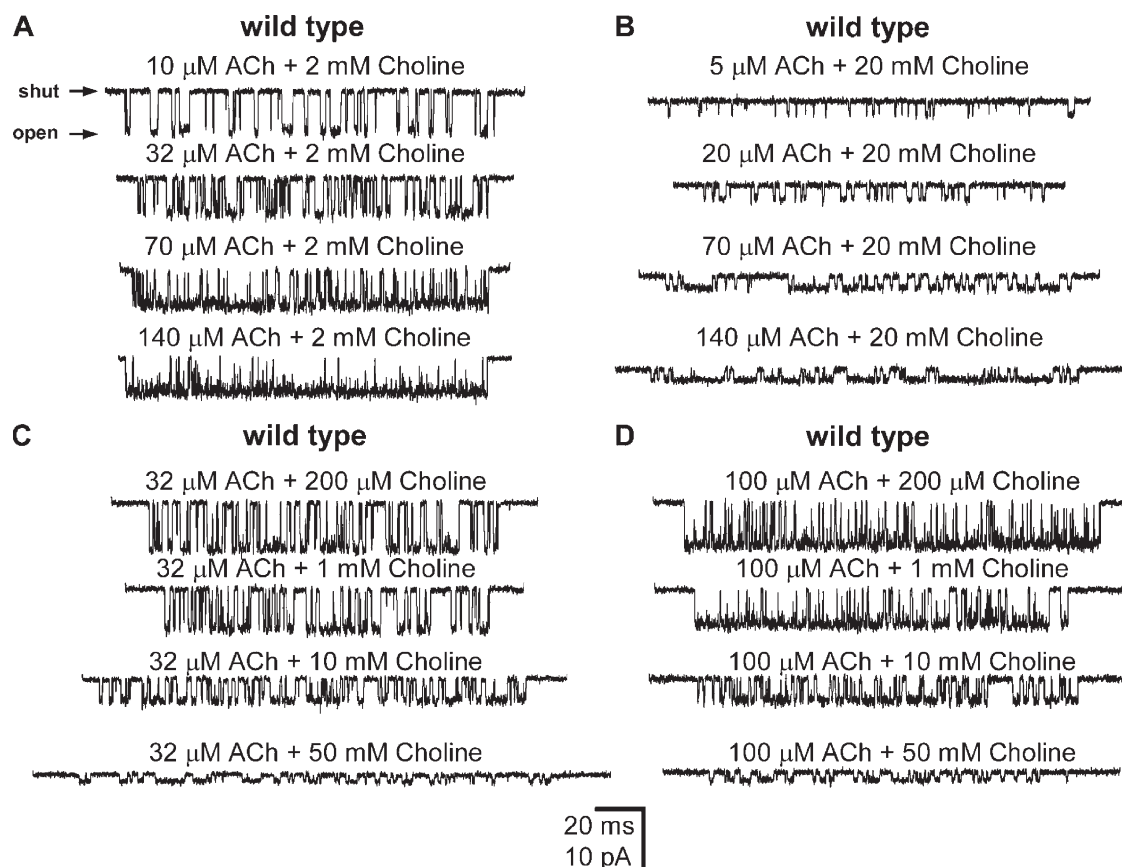 A
wild type
10 μM ACh + 2 mM Choline
shut
open
32 μM ACh + 2 mM Choline
70 μM ACh + 2 mM Choline
140 μM ACh + 2 mM Choline
B
wild type
5 μM ACh + 20 mM Choline
20 μM ACh + 20 mM Choline
70 μM ACh + 20 mM Choline
140 μM ACh + 20 mM Choline
C
wild type
32 μM ACh + 200 μM Choline
32 μM ACh + 1 mM Choline
32 μM ACh + 10 mM Choline
32 μM ACh + 50 mM Choline
D
wild type
100 μM ACh + 200 μM Choline
100 μM ACh + 1 mM Choline
100 μM ACh + 10 mM Choline
100 μM ACh + 50 mM Choline
20 ms
10 pA